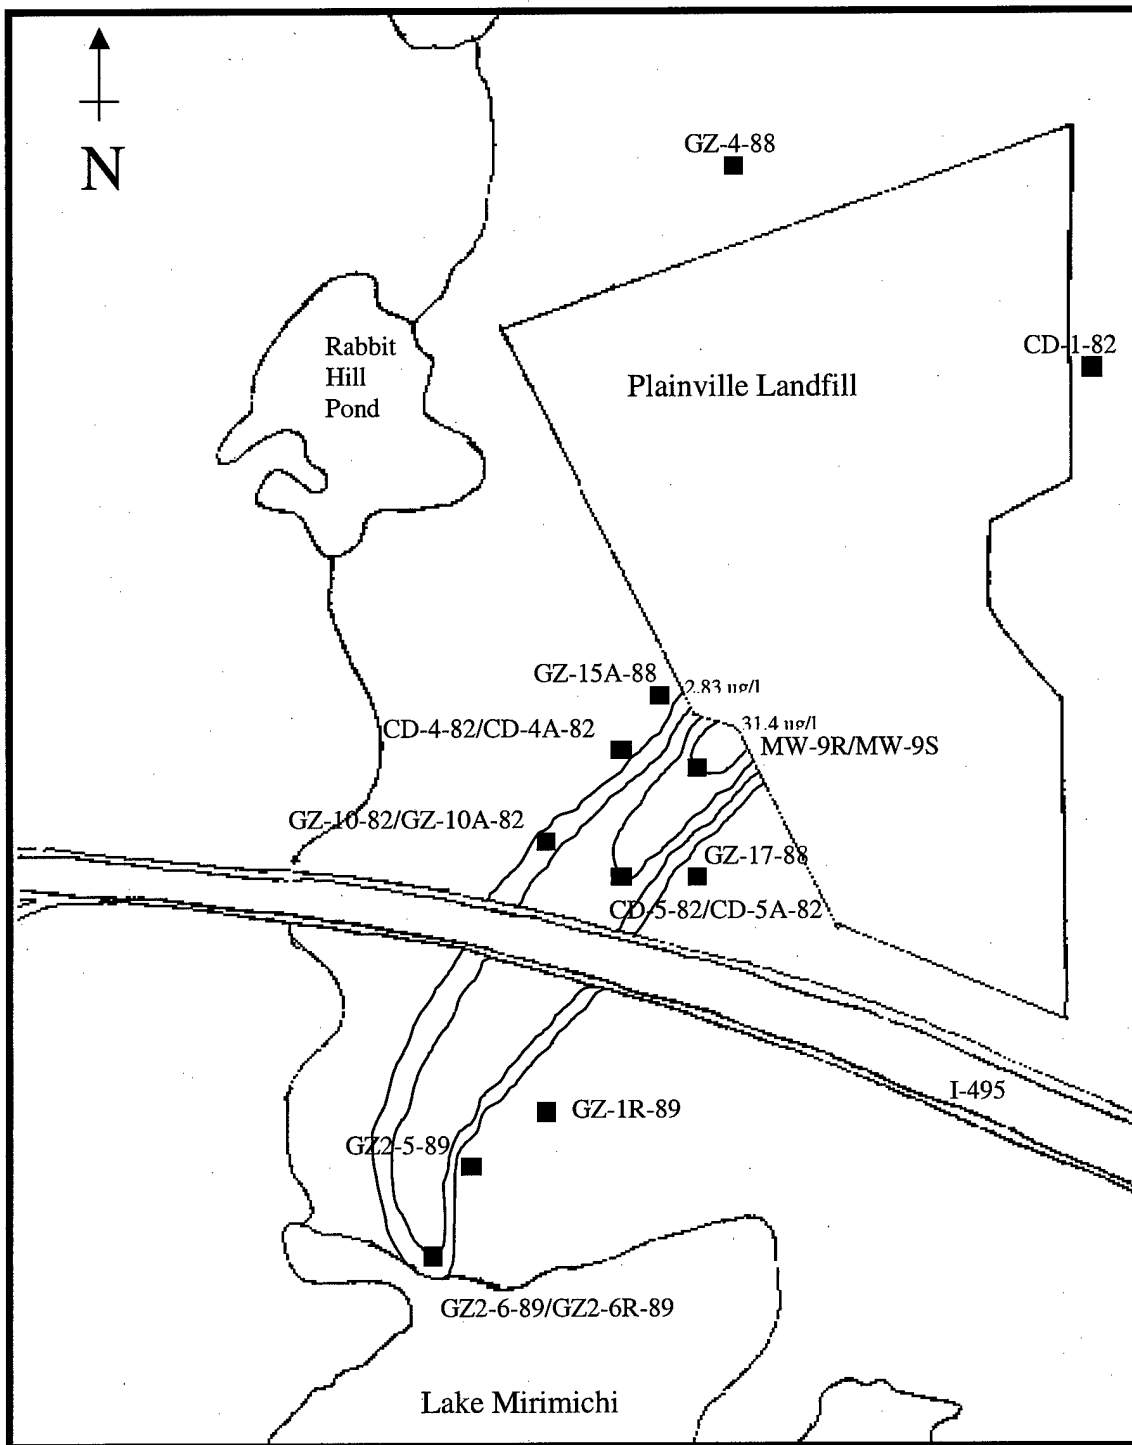 GZ-4-88
N
CD-1-82
Rabbit
Hill
Pond
Plainville Landfill
GZ-15A-88
2.83 ug/l
CD-4-82/CD-4A-82
31.4 ug/l
MW-9R/MW-9S
GZ-10-82/GZ-10A-82
GZ-17-88
CD-5-82/CD-5A-82
I-495
GZ-1R-89
GZ2-5-89
GZ2-6-89/GZ2-6R-89
Lake Mirimichi